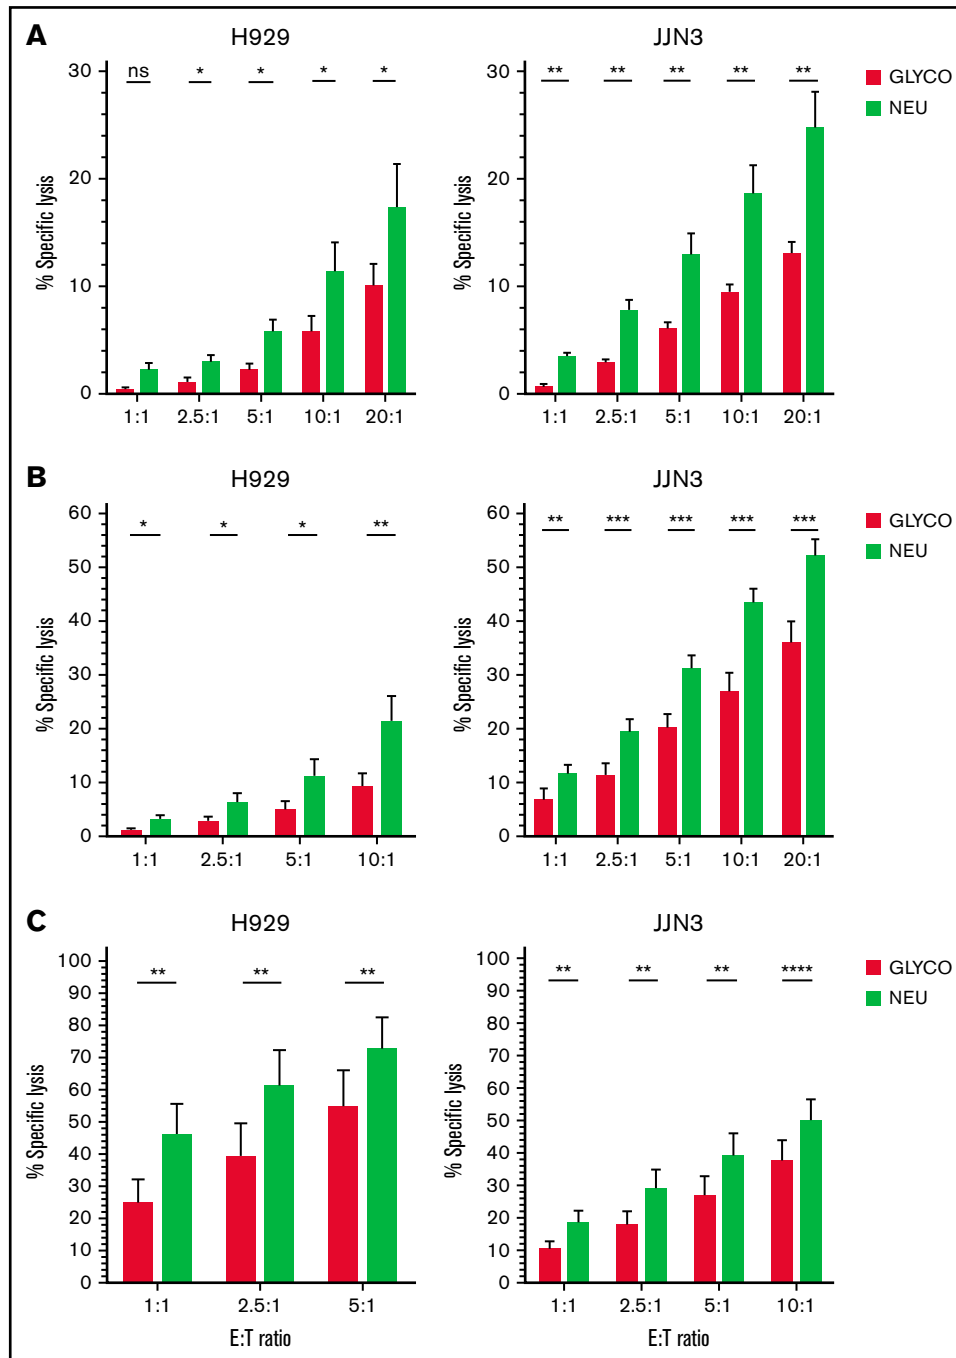 A
H929
JJN3
30
20
10
0
% Specific lysis
ns * * * *
1:1 2.5:1 5:1 10:1 20:1
30
20
10
0
% Specific lysis
** ** ** ** **
1:1 2.5:1 5:1 10:1 20:1
GLYCO
NEU
B
H929
JJN3
60
50
40
30
20
10
0
% Specific lysis
* * * **
1:1 2.5:1 5:1 10:1
60
50
40
30
20
10
0
% Specific lysis
** *** *** *** ***
1:1 2.5:1 5:1 10:1 20:1
GLYCO
NEU
C
H929
JJN3
100
90
80
70
60
50
40
30
20
10
0
% Specific lysis
** ** **
1:1 2.5:1 5:1
E:T ratio
100
90
80
70
60
50
40
30
20
10
0
% Specific lysis
** ** ** ****
1:1 2.5:1 5:1 10:1
E:T ratio
GLYCO
NEU